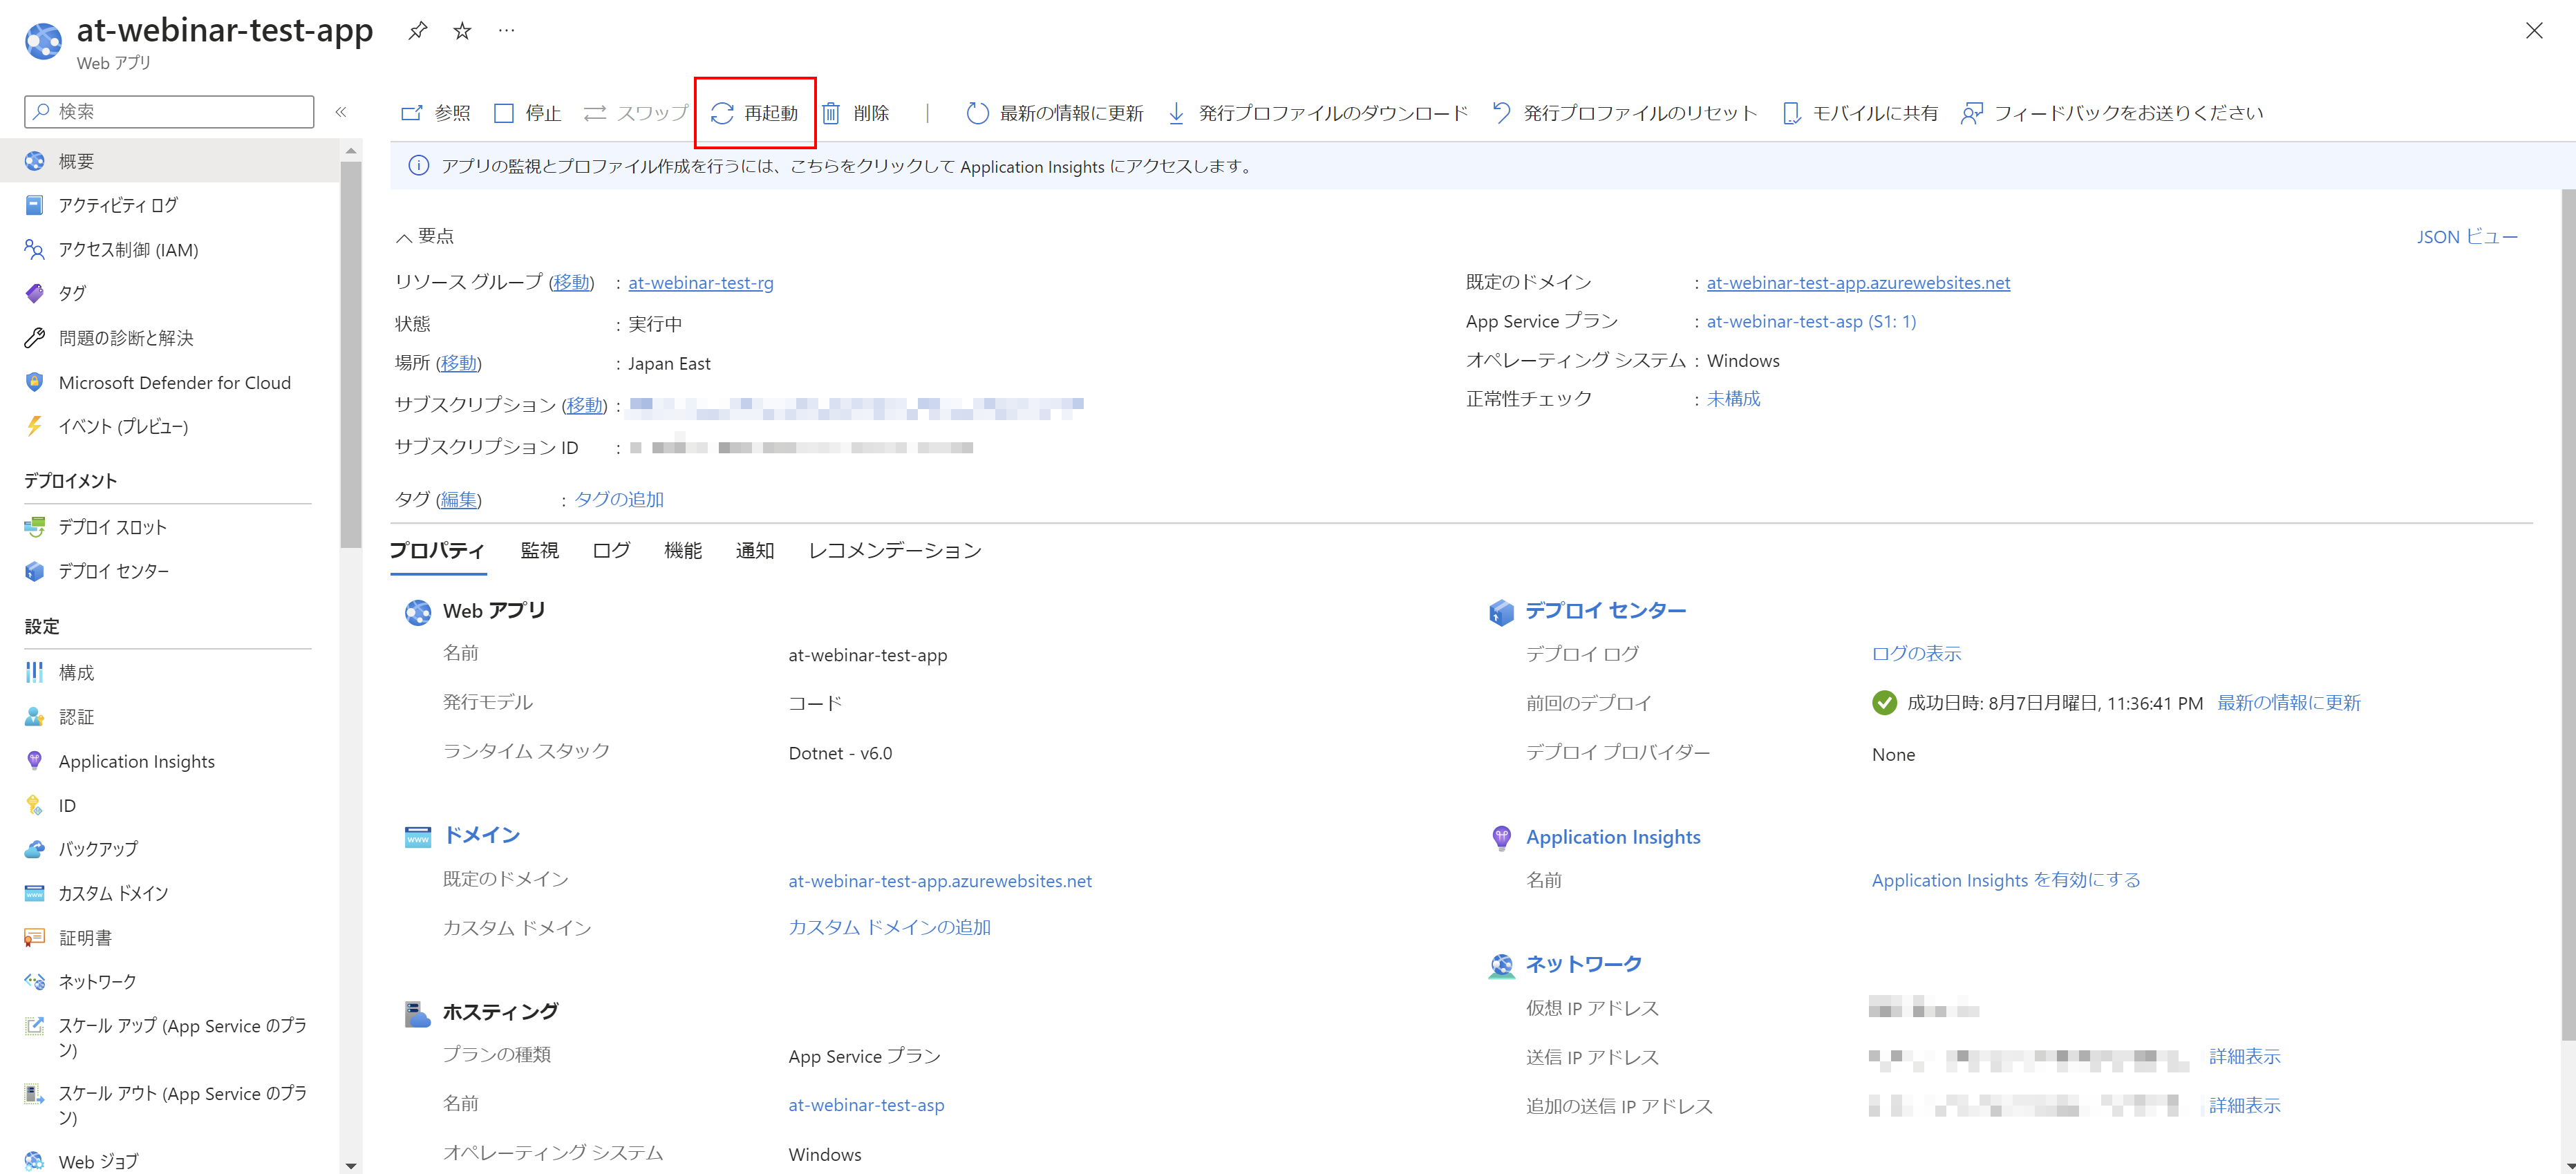 at-webinar-test-app
Web アプリ
検索
概要
アクティビティ ログ
アクセス制御 (IAM)
タグ
問題の診断と解決
Microsoft Defender for Cloud
イベント (プレビュー)
デプロイメント
デプロイ スロット
デプロイ センター
設定
構成
認証
Application Insights
ID
バックアップ
カスタム ドメイン
証明書
ネットワーク
スケール アップ (App Service のプラ
ン)
スケール アウト (App Service のプラ
ン)
Web ジョブ
参照 停止 スワップ 再起動 削除 最新の情報に更新 発行プロファイルのダウンロード 発行プロファイルのリセット モバイルに共有 フィードバックをお送りください
アプリの監視とプロファイル作成を行うには、こちらをクリックして Application Insights にアクセスします。
要点
JSON ビュー
リソース グループ (移動) : at-webinar-test-rg
状態 : 実行中
場所 (移動) : Japan East
サブスクリプション (移動) :
サブスクリプション ID :
タグ (編集) : タグの追加
既定のドメイン : at-webinar-test-app.azurewebsites.net
App Service プラン : at-webinar-test-asp (S1: 1)
オペレーティング システム : Windows
正常性チェック : 未構成
プロパティ 監視 ログ 機能 通知 レコメンデーション
Web アプリ
名前 at-webinar-test-app
発行モデル コード
ランタイム スタック Dotnet - v6.0
www ドメイン
既定のドメイン at-webinar-test-app.azurewebsites.net
カスタム ドメイン カスタム ドメインの追加
ホスティング
プランの種類 App Service プラン
名前 at-webinar-test-asp
オペレーティング システム Windows
デプロイ センター
デプロイ ログ ログの表示
前回のデプロイ 成功日時: 8月7日月曜日, 11:36:41 PM 最新の情報に更新
デプロイ プロバイダー None
Application Insights
名前 Application Insights を有効にする
ネットワーク
仮想 IP アドレス
送信 IP アドレス 詳細表示
追加の送信 IP アドレス 詳細表示